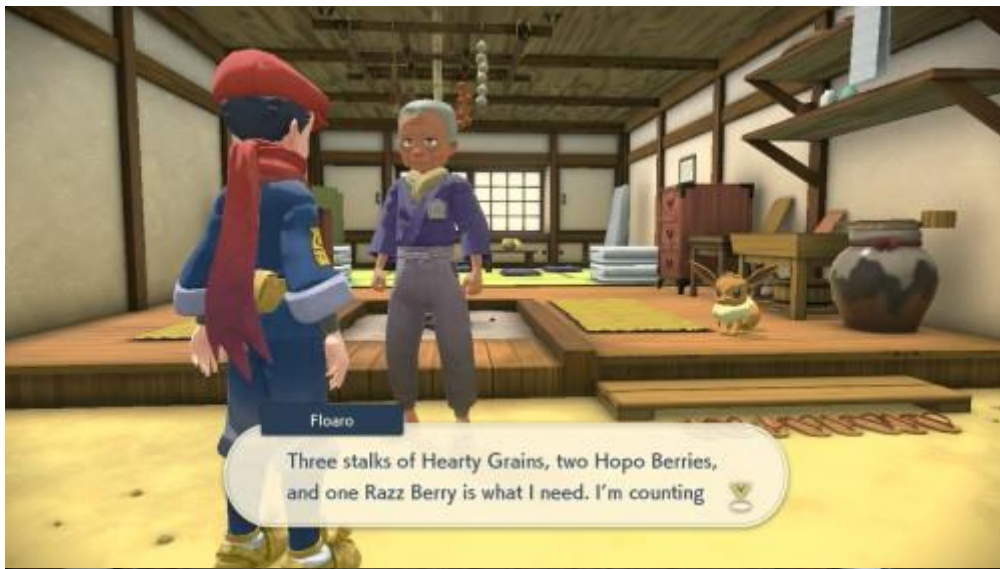 Floaro
Three stalks of Hearty Grains, two Hopo Berries,
and one Razz Berry is what I need. I'm counting